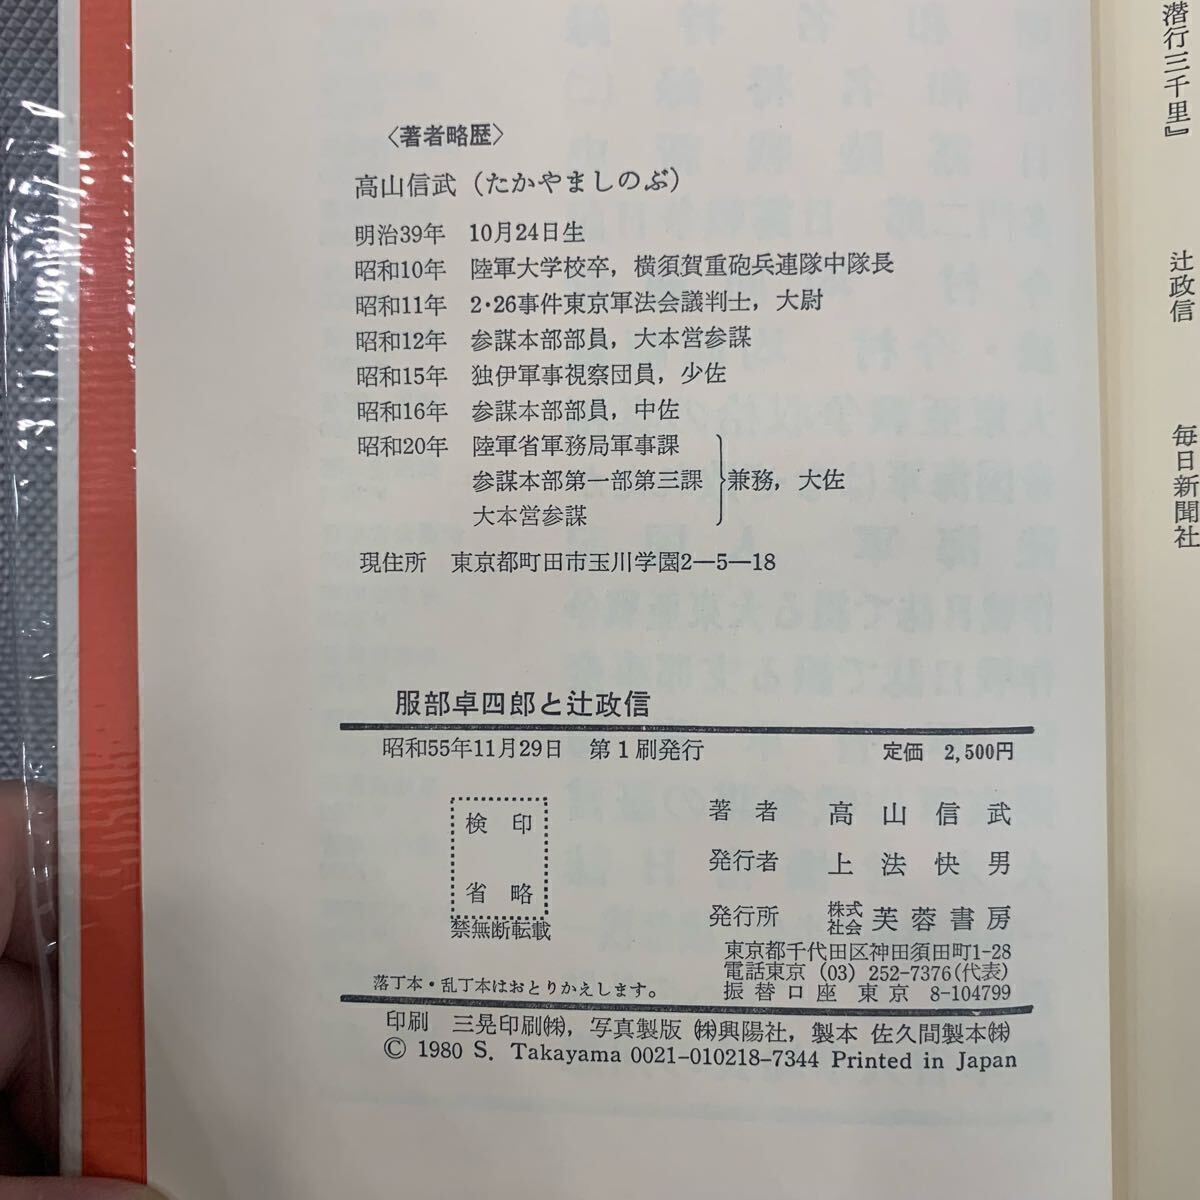 潜行三千里』
辻政信
毎日新聞社
〈著者略歴〉
高山信武（たかやましのぶ）
明治39年 10月24日生
昭和10年 陸軍大学校卒，横須賀重砲兵連隊中隊長
昭和11年 2・26事件東京軍法会議判士，大尉
昭和12年 参謀本部部員，大本営参謀
昭和15年 独伊軍事視察団員，少佐
昭和16年 参謀本部部員，中佐
昭和20年 陸軍省軍務局軍事課
参謀本部第一部第三課 兼務，大佐
大本営参謀
現住所 東京都町田市玉川学園2—5—18
服部卓四郎と辻政信
昭和55年11月29日 第1刷発行 定価 2,500円
検印
省略
禁無断転載
著者 高山信武
発行者 上法快男
発行所 株式会社 芙蓉書房
東京都千代田区神田須田町1-28
電話東京（03）252-7376(代表)
振替口座 東京 8-104799
落丁本・乱丁本はおとりかえします。
印刷 三晃印刷㈱，写真製版 ㈱興陽社，製本 佐久間製本㈱
© 1980 S. Takayama 0021-010218-7344 Printed in Japan